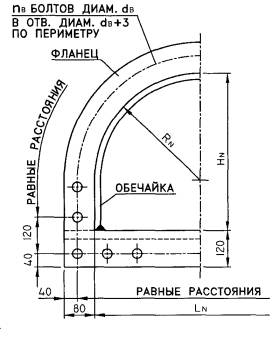 nв БОЛТОВ ДИАМ. dв
В ОТВ. ДИАМ. dв+3
ПО ПЕРИМЕТРУ
ФЛАНЕЦ
РАВНЫЕ РАССТОЯНИЯ
RN
HN
ОБЕЧАЙКА
120
40
120
40
РАВНЫЕ РАССТОЯНИЯ
80
LN